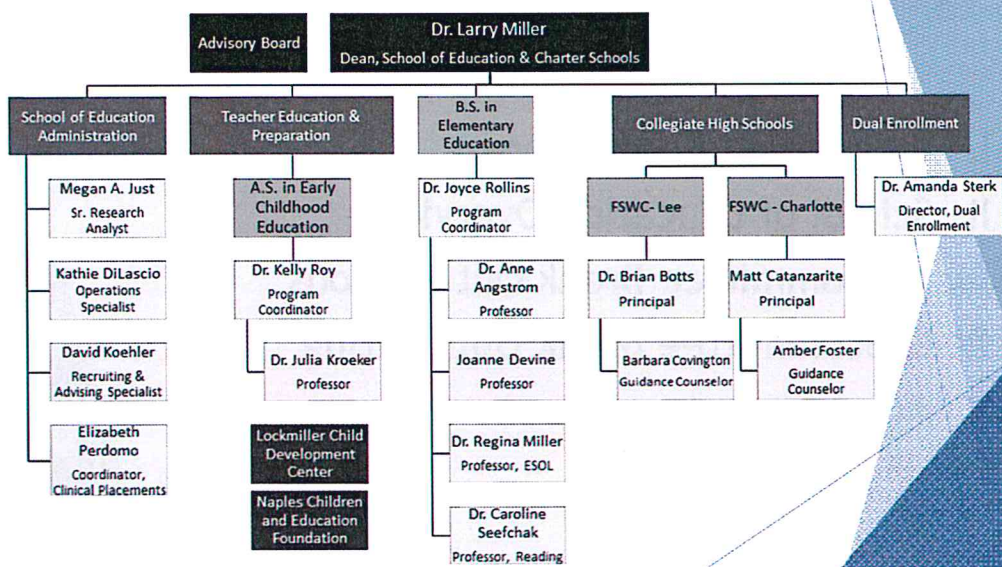 Advisory Board
Dr. Larry Miller
Dean, School of Education & Charter Schools
School of Education
Administration
Megan A. Just
Sr. Research
Analyst
Kathie DiLascio
Operations
Specialist
David Koehler
Recruiting &
Advising Specialist
Elizabeth
Perdomo
Coordinator,
Clinical Placements
Teacher Education &
Preparation
A.S. in Early
Childhood
Education
Dr. Kelly Roy
Program
Coordinator
Dr. Julia Kroeker
Professor
Lockmiller Child
Development
Center
Naples Children
and Education
Foundation
B.S. in
Elementary
Education
Dr. Joyce Rollins
Program
Coordinator
Dr. Anne
Angstrom
Professor
Joanne Devine
Professor
Dr. Regina Miller
Professor, ESOL
Dr. Caroline
Seefchak
Professor, Reading
Collegiate High Schools
FSWC- Lee
Dr. Brian Botts
Principal
Barbara Covington
Guidance Counselor
FSWC - Charlotte
Matt Catanzarite
Principal
Amber Foster
Guidance
Counselor
Dual Enrollment
Dr. Amanda Sterk
Director, Dual
Enrollment